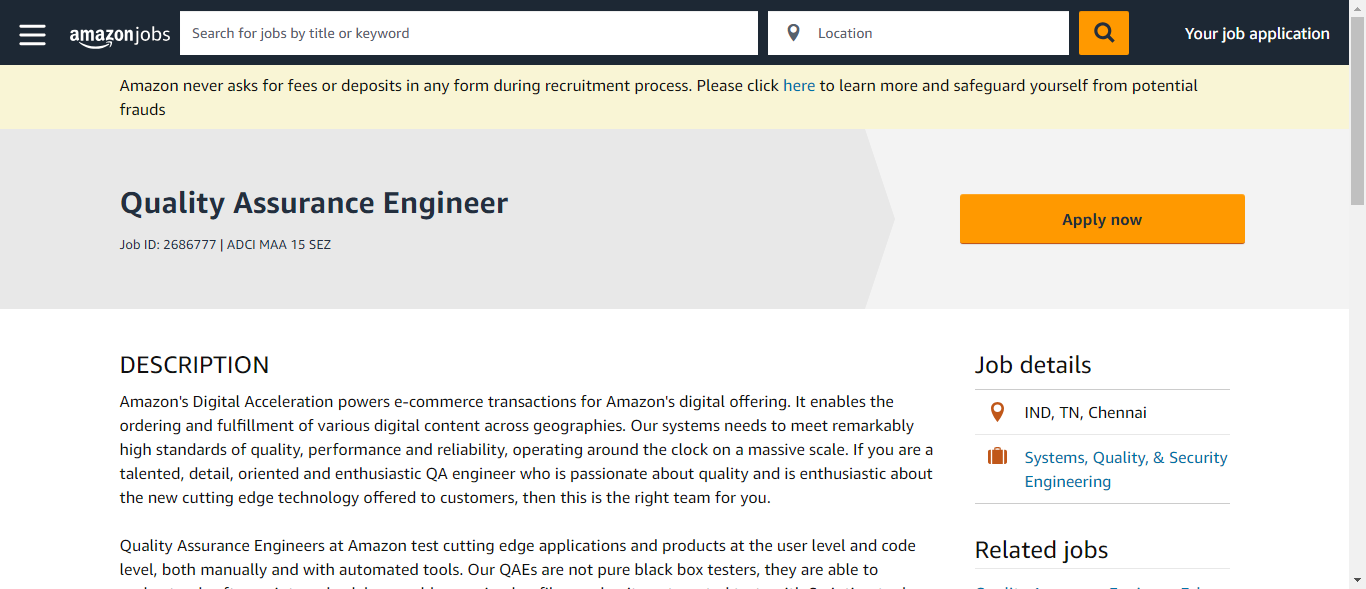 amazonjobs
Search for jobs by title or keyword
Location
Your job application
Amazon never asks for fees or deposits in any form during recruitment process. Please click here to learn more and safeguard yourself from potential
frauds
Quality Assurance Engineer
Job ID: 2686777 | ADCI MAA 15 SEZ
Apply now
DESCRIPTION
Amazon's Digital Acceleration powers e-commerce transactions for Amazon's digital offering. It enables the
ordering and fulfillment of various digital content across geographies. Our systems needs to meet remarkably
high standards of quality, performance and reliability, operating around the clock on a massive scale. If you are a
talented, detail, oriented and enthusiastic QA engineer who is passionate about quality and is enthusiastic about
the new cutting edge technology offered to customers, then this is the right team for you.
Quality Assurance Engineers at Amazon test cutting edge applications and products at the user level and code
level, both manually and with automated tools. Our QAEs are not pure black box testers, they are able to
Job details
IND, TN, Chennai
Systems, Quality, & Security
Engineering
Related jobs